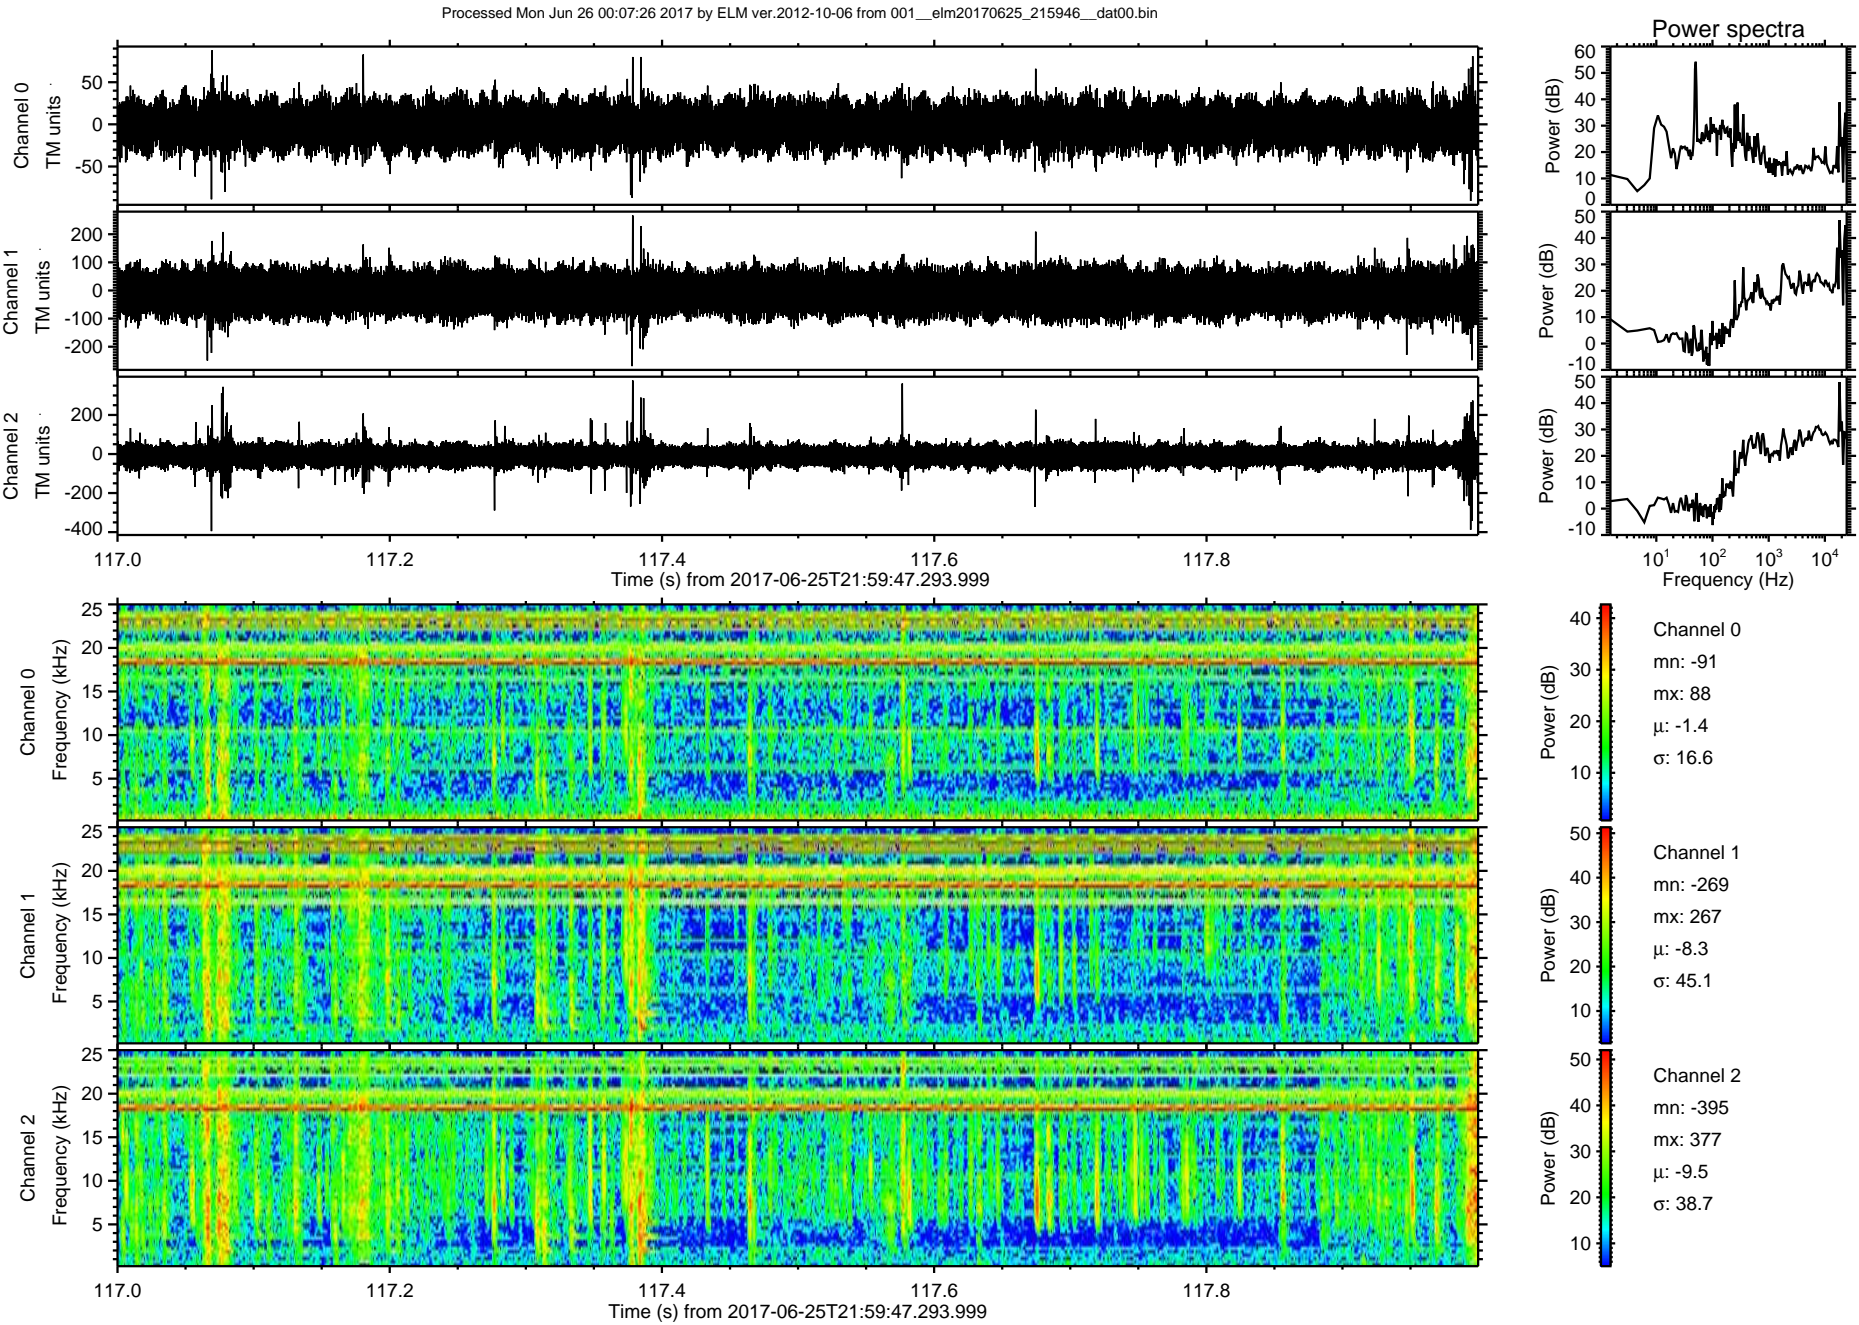 Processed Mon Jun 26 00:07:26 2017 by ELM ver.2012-10-06 from 001__elm20170625_215946__dat00.bin
Power spectra
Channel 0
TM units
50
0
-50
Power (dB)
60
50
40
30
20
10
0
Channel 1
TM units
200
100
0
-100
-200
Power (dB)
50
40
30
20
10
0
-10
Channel 2
TM units
200
0
-200
-400
Power (dB)
50
40
30
20
10
0
-10
117.0 117.2 117.4 117.6 117.8
Time (s) from 2017-06-25T21:59:47.293.999
10^1 10^2 10^3 10^4
Frequency (Hz)
Channel 0
Frequency (kHz)
25
20
15
10
5
Power (dB)
40
30
20
10
Channel 0
mn: -91
mx: 88
μ: -1.4
σ: 16.6
Channel 1
Frequency (kHz)
25
20
15
10
5
Power (dB)
50
40
30
20
10
Channel 1
mn: -269
mx: 267
μ: -8.3
σ: 45.1
Channel 2
Frequency (kHz)
25
20
15
10
5
Power (dB)
50
40
30
20
10
Channel 2
mn: -395
mx: 377
μ: -9.5
σ: 38.7
117.0 117.2 117.4 117.6 117.8
Time (s) from 2017-06-25T21:59:47.293.999